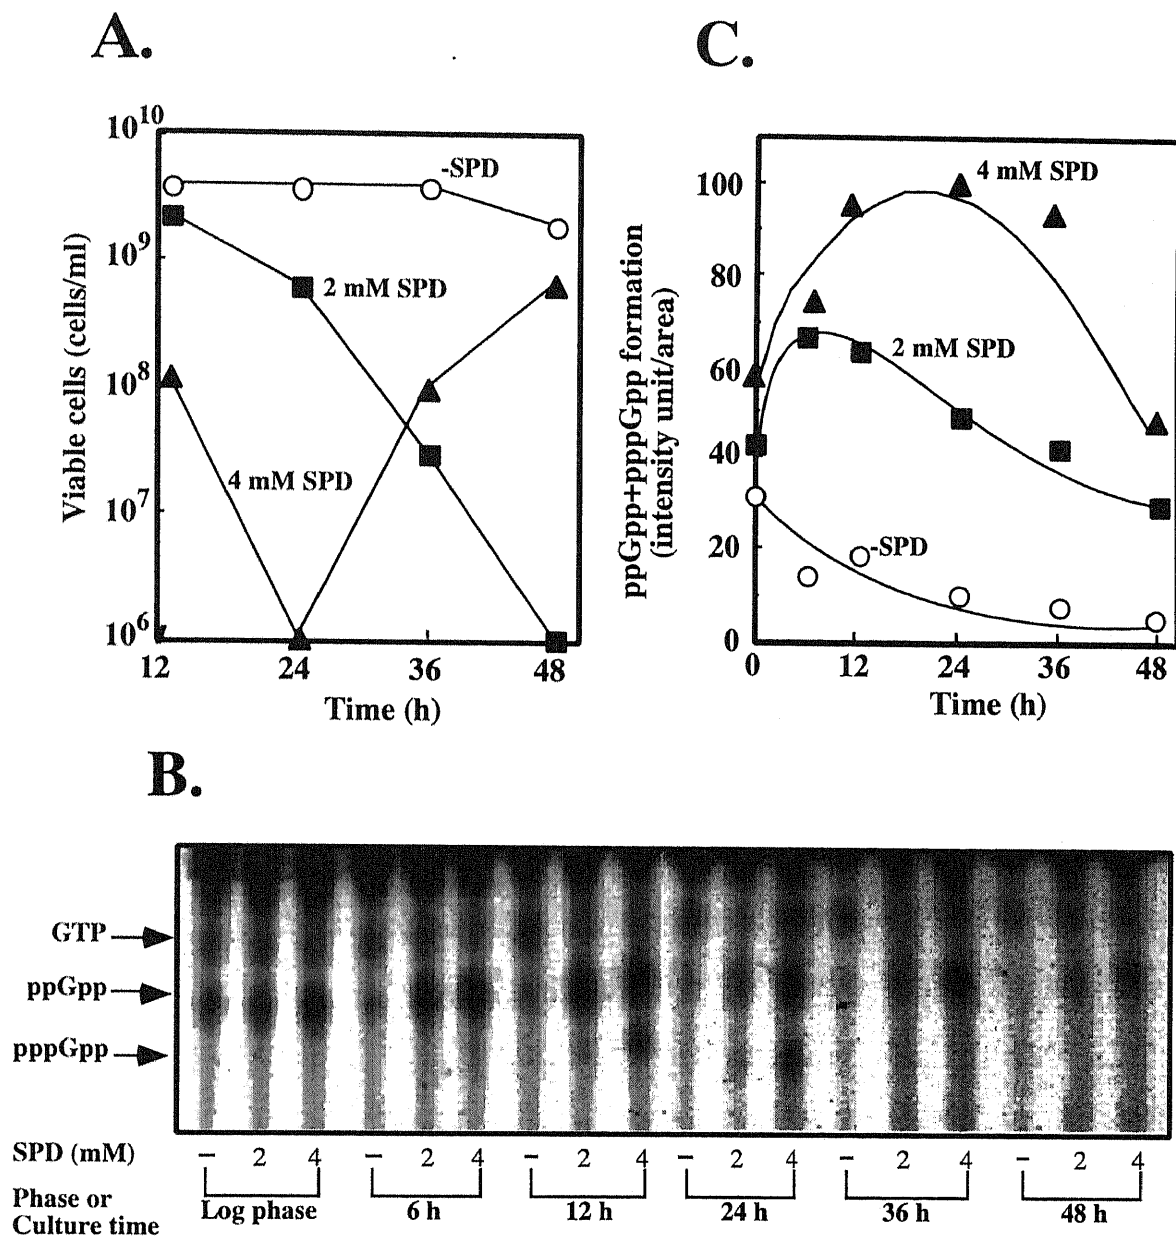 A.
10^10
10^9
10^8
10^7
10^6
Viable cells (cells/ml)
-SPD
2 mM SPD
4 mM SPD
12 24 36 48
Time (h)
C.
100
80
60
40
20
0
ppGpp+pppGpp formation
(intensity unit/area)
4 mM SPD
2 mM SPD
-SPD
0 12 24 36 48
Time (h)
B.
GTP
ppGpp
pppGpp
SPD (mM) – 2 4 – 2 4 – 2 4 – 2 4 – 2 4 – 2 4
Phase or
Culture time
Log phase 6 h 12 h 24 h 36 h 48 h